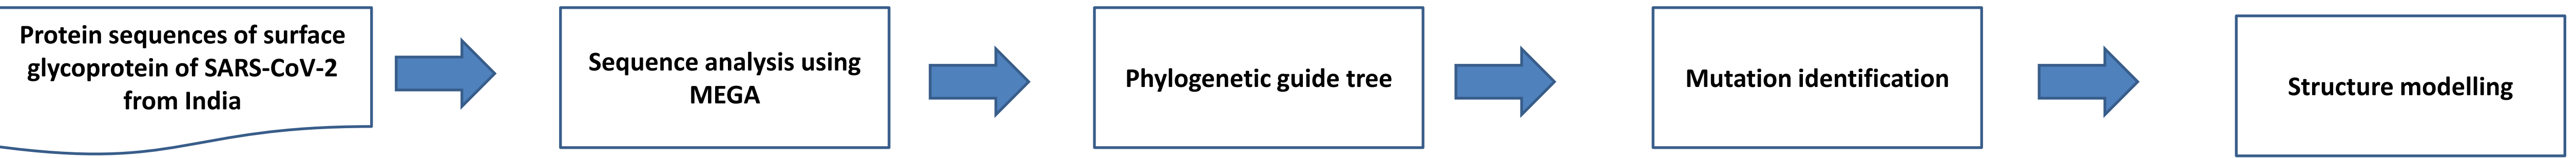 Protein sequences of surface
glycoprotein of SARS-CoV-2
from India
Sequence analysis using
MEGA
Phylogenetic guide tree
Mutation identification
Structure modelling